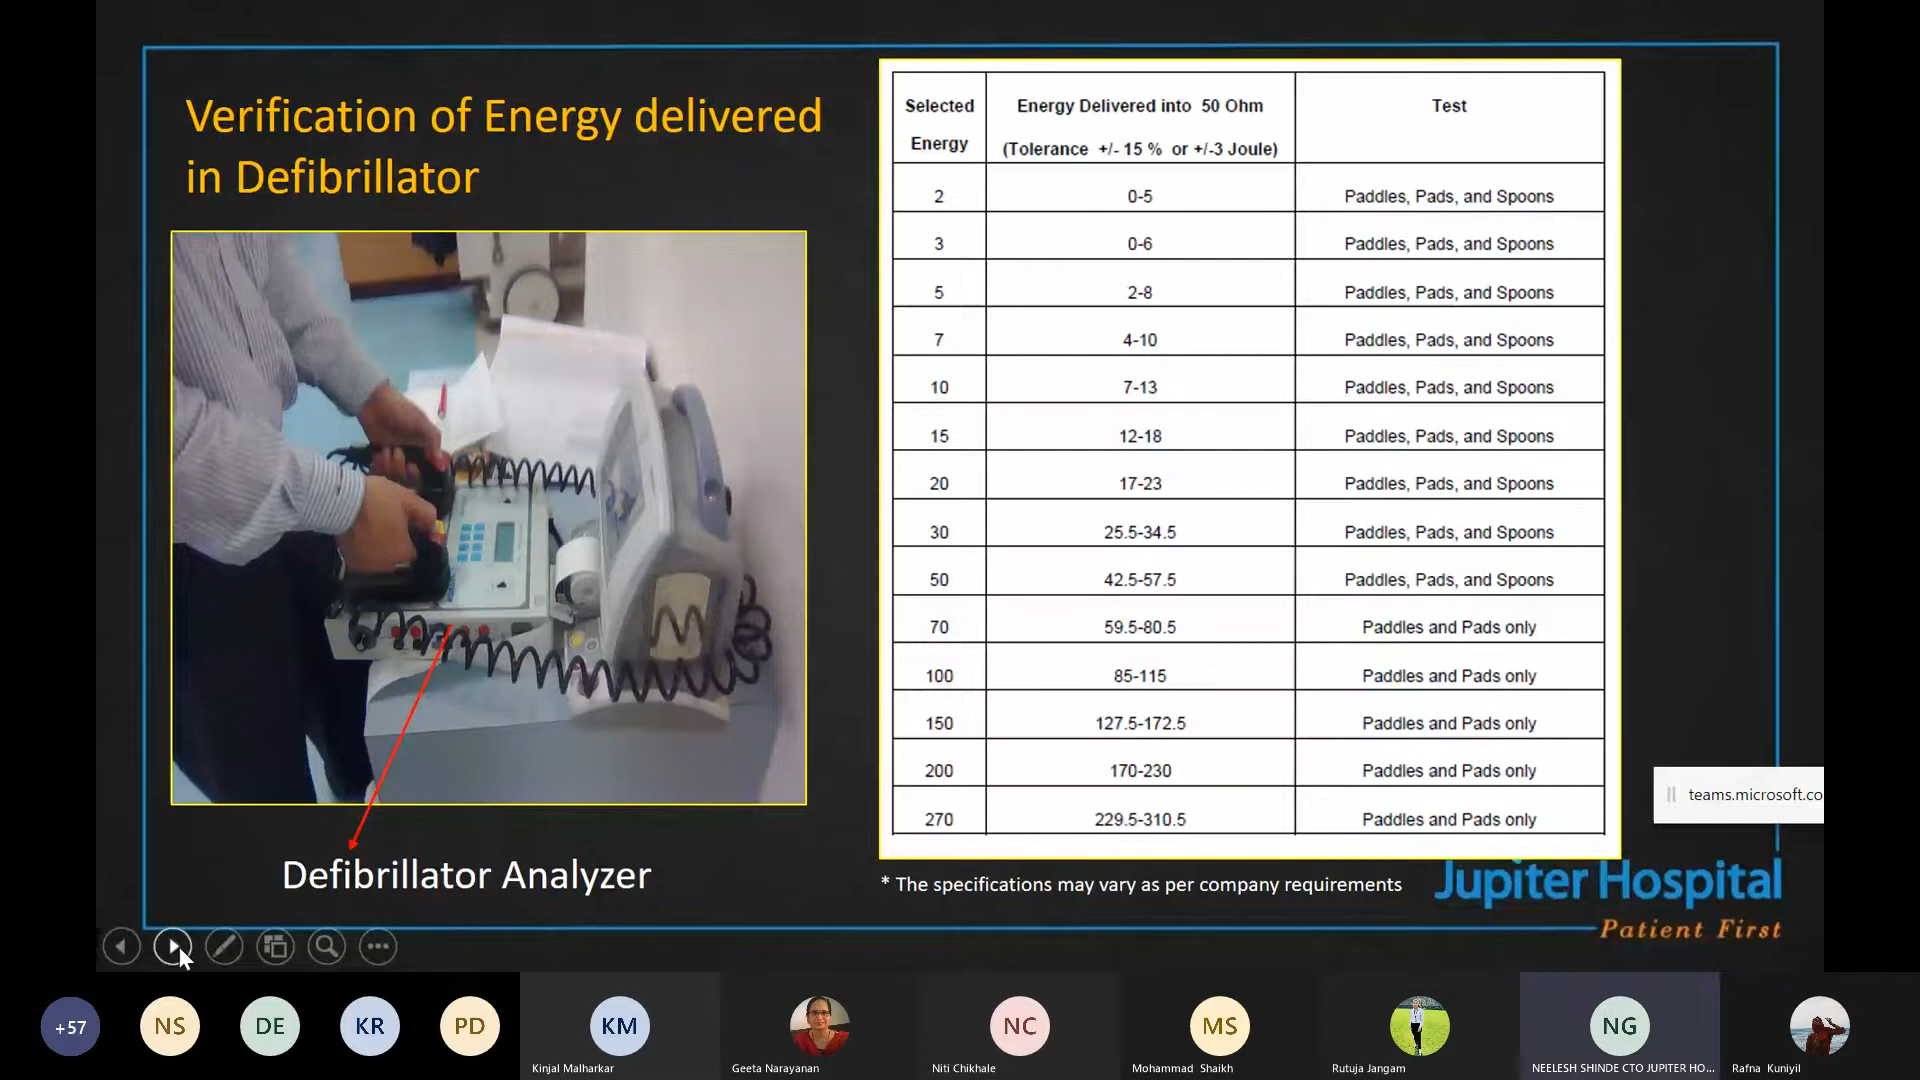 Verification of Energy delivered
in Defibrillator
Defibrillator Analyzer
Selected Energy | Energy Delivered into 50 Ohm (Tolerance +/- 15 % or +/-3 Joule) | Test
2 | 0-5 | Paddles, Pads, and Spoons
3 | 0-6 | Paddles, Pads, and Spoons
5 | 2-8 | Paddles, Pads, and Spoons
7 | 4-10 | Paddles, Pads, and Spoons
10 | 7-13 | Paddles, Pads, and Spoons
15 | 12-18 | Paddles, Pads, and Spoons
20 | 17-23 | Paddles, Pads, and Spoons
30 | 25.5-34.5 | Paddles, Pads, and Spoons
50 | 42.5-57.5 | Paddles, Pads, and Spoons
70 | 59.5-80.5 | Paddles and Pads only
100 | 85-115 | Paddles and Pads only
150 | 127.5-172.5 | Paddles and Pads only
200 | 170-230 | Paddles and Pads only
270 | 229.5-310.5 | Paddles and Pads only
* The specifications may vary as per company requirements
teams.microsoft.co
Jupiter Hospital
Patient First
+57
NS
DE
KR
PD
KM
Kinjal Malharkar
Geeta Narayanan
NC
Niti Chikhale
MS
Mohammad Shaikh
Rutuja Jangam
NG
NEELESH SHINDE CTO JUPITER HO...
Rafna Kuniyil